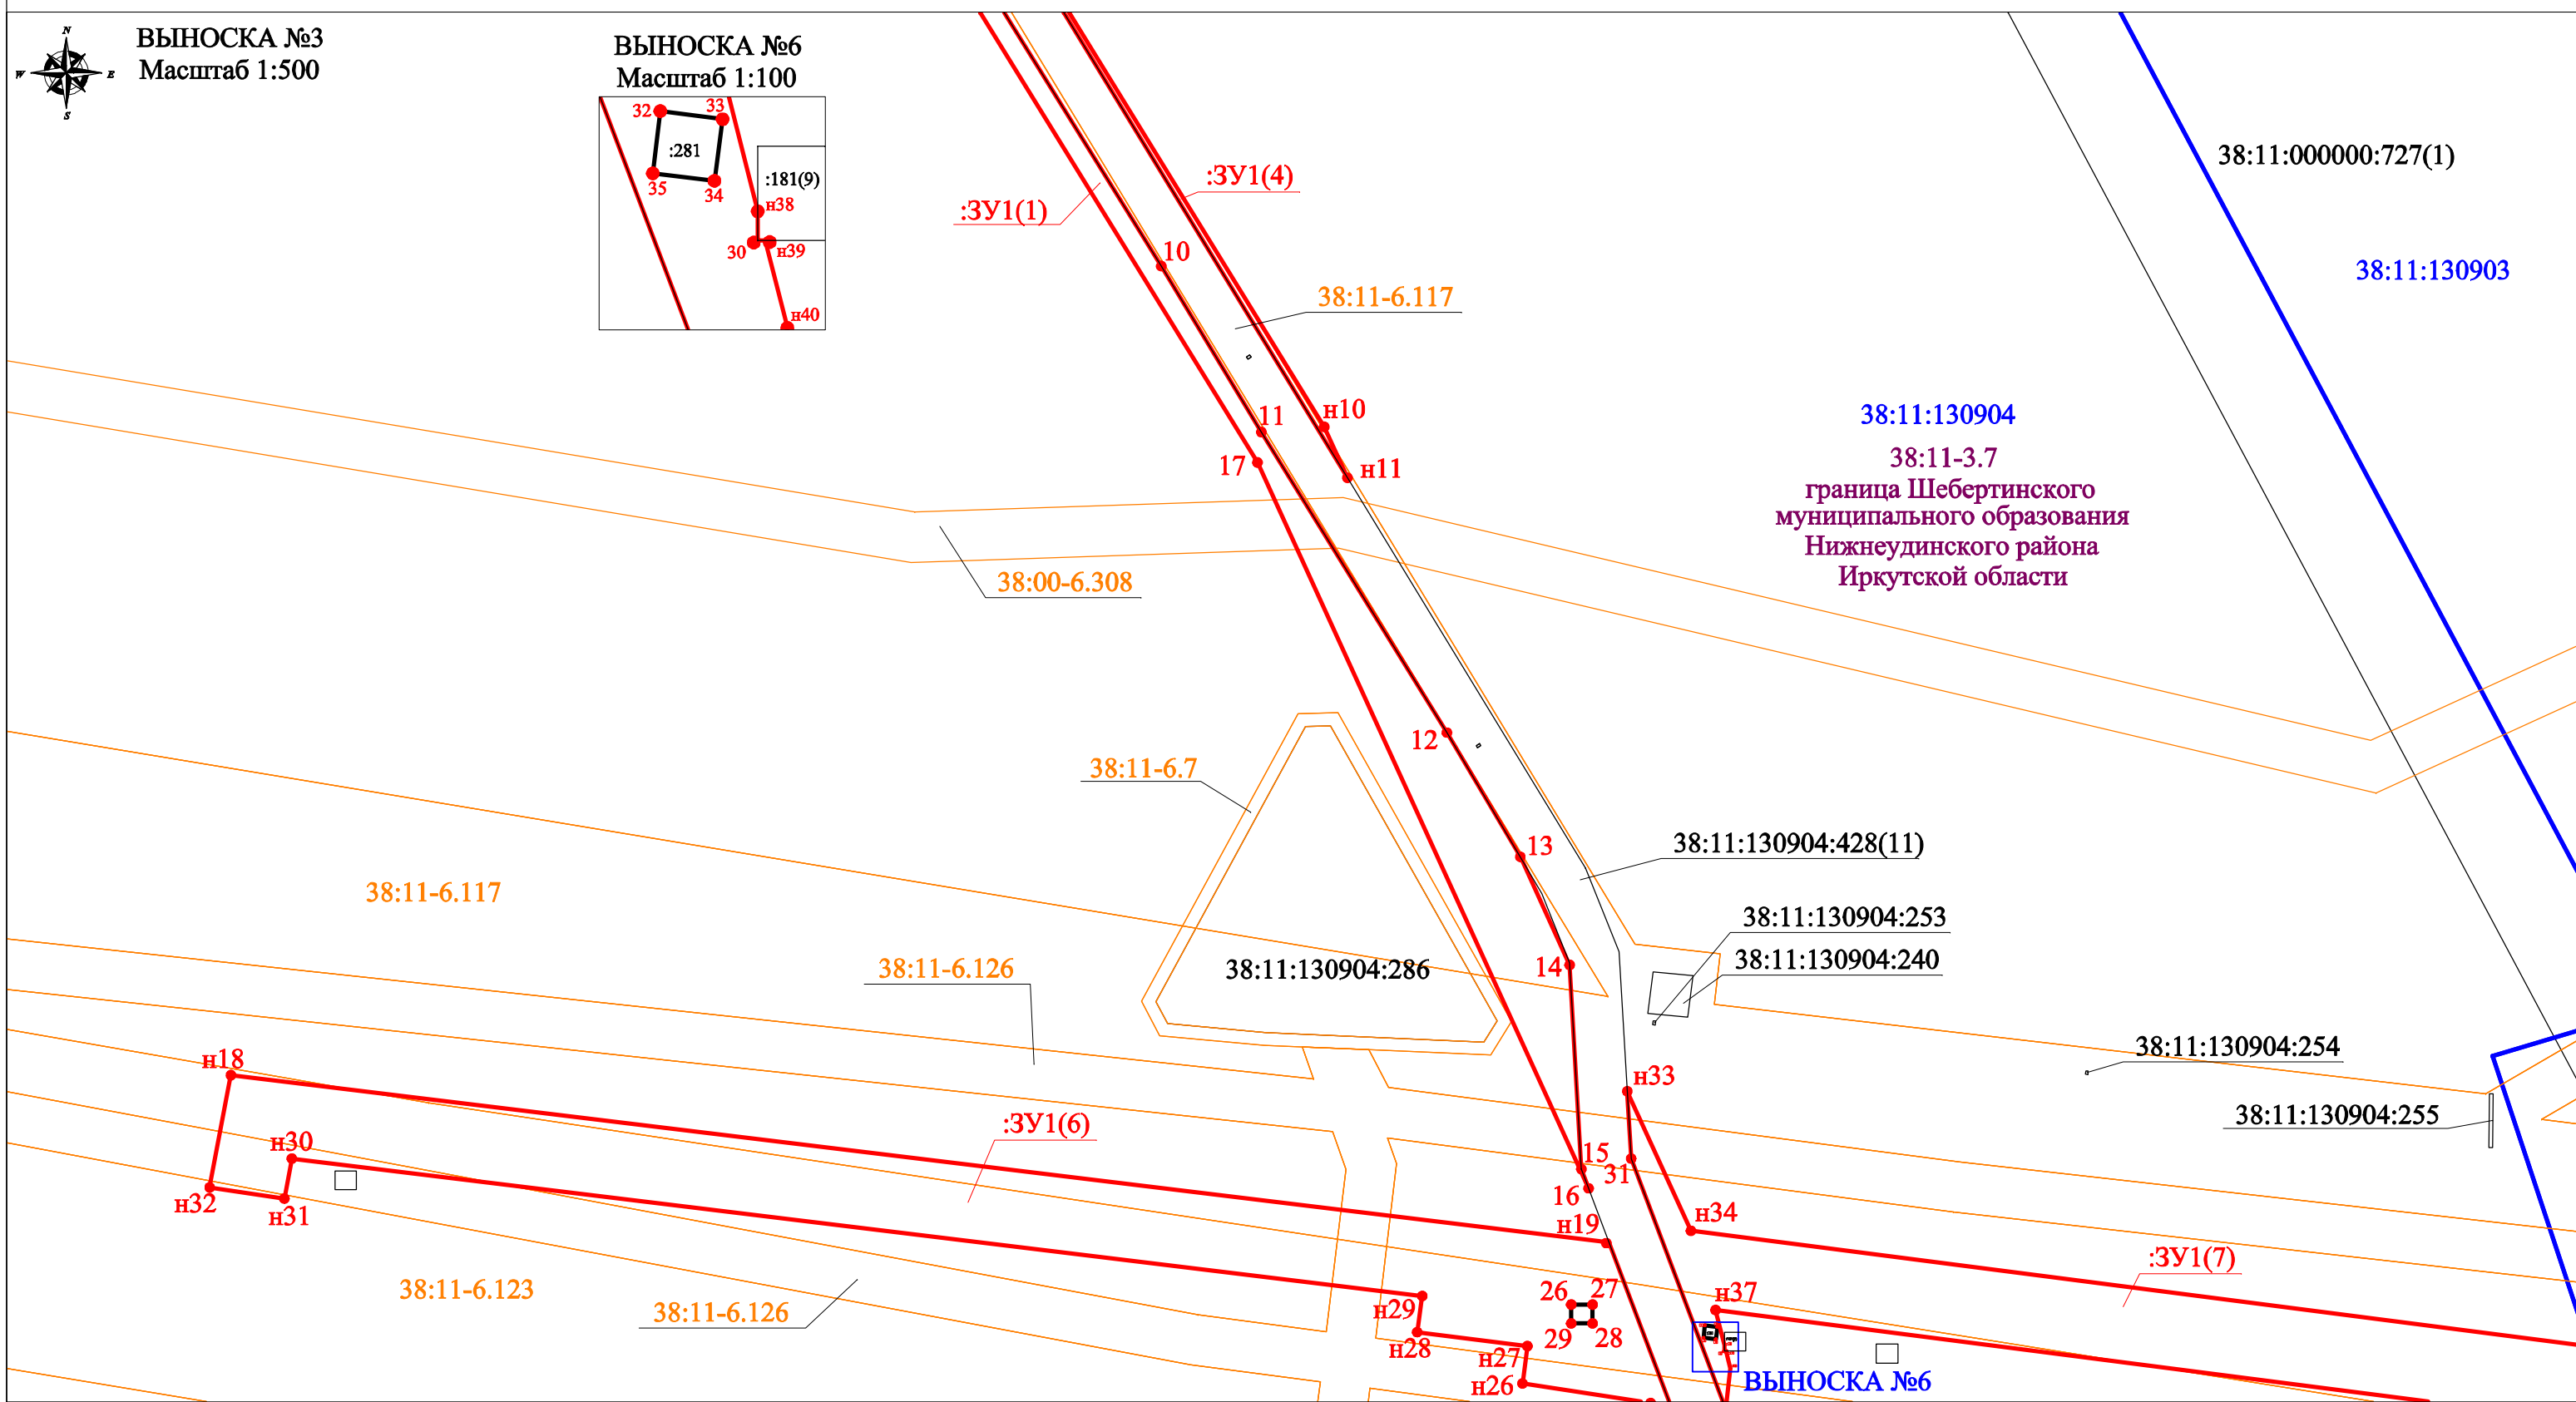 N
W
E
S
ВЫНОСКА №3
Масштаб 1:500
ВЫНОСКА №6
Масштаб 1:100
32
33
:281
35
34
:181(9)
н38
30
н39
н40
:ЗУ1(1)
:ЗУ1(4)
10
38:11-6.117
н10
11
17
н11
38:11:000000:727(1)
38:11:130903
38:11:130904
38:11-3.7
граница Шебертинского
муниципального образования
Нижнеудинского района
Иркутской области
38:00-6.308
12
38:11-6.7
13
38:11:130904:428(11)
38:11-6.117
38:11:130904:253
38:11:130904:240
38:11-6.126
38:11:130904:286
14
38:11:130904:254
н18
н33
38:11:130904:255
:ЗУ1(6)
н30
15
31
н32
н31
16
н19
н34
:ЗУ1(7)
38:11-6.123
38:11-6.126
26
27
н37
н29
29
28
н28
н27
н26
ВЫНОСКА №6